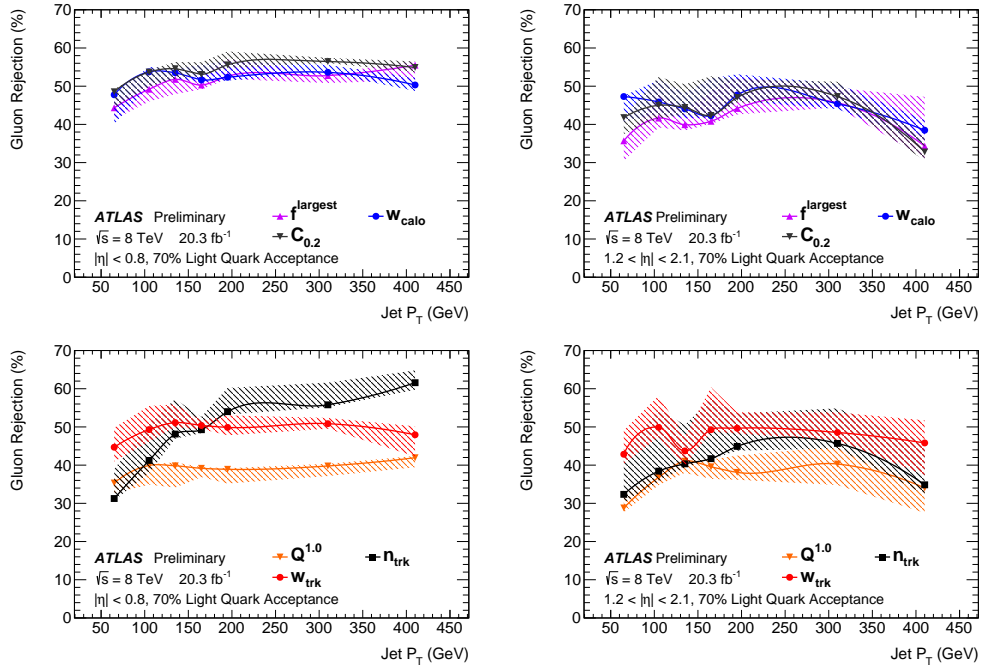 Gluon Rejection (%)
70
60
50
40
30
20
10
0
ATLAS Preliminary
√s = 8 TeV 20.3 fb⁻¹
|η| < 0.8, 70% Light Quark Acceptance
f^largest
w_calo
C_0.2
50 100 150 200 250 300 350 400 450
Jet P_T (GeV)
Gluon Rejection (%)
70
60
50
40
30
20
10
0
ATLAS Preliminary
√s = 8 TeV 20.3 fb⁻¹
1.2 < |η| < 2.1, 70% Light Quark Acceptance
f^largest
w_calo
C_0.2
50 100 150 200 250 300 350 400 450
Jet P_T (GeV)
Gluon Rejection (%)
70
60
50
40
30
20
10
0
ATLAS Preliminary
√s = 8 TeV 20.3 fb⁻¹
|η| < 0.8, 70% Light Quark Acceptance
Q^1.0
n_trk
w_trk
50 100 150 200 250 300 350 400 450
Jet P_T (GeV)
Gluon Rejection (%)
70
60
50
40
30
20
10
0
ATLAS Preliminary
√s = 8 TeV 20.3 fb⁻¹
1.2 < |η| < 2.1, 70% Light Quark Acceptance
Q^1.0
n_trk
w_trk
50 100 150 200 250 300 350 400 450
Jet P_T (GeV)